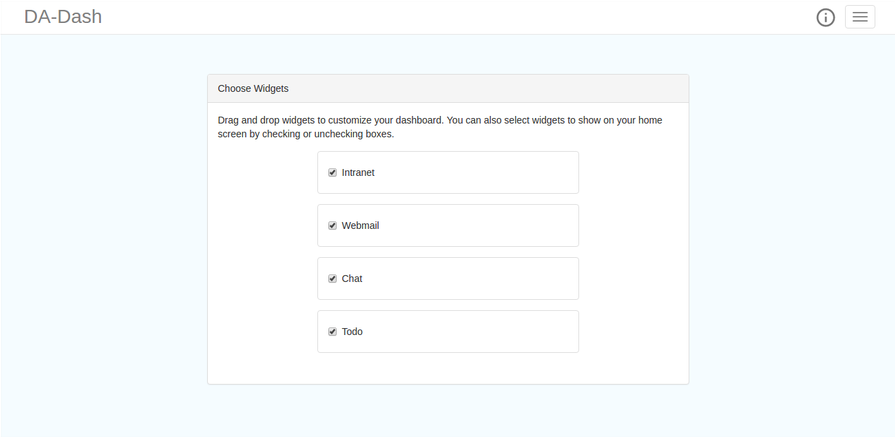 DA-Dash
Choose Widgets
Drag and drop widgets to customize your dashboard. You can also select widgets to show on your home
screen by checking or unchecking boxes.
Intranet
Webmail
Chat
Todo